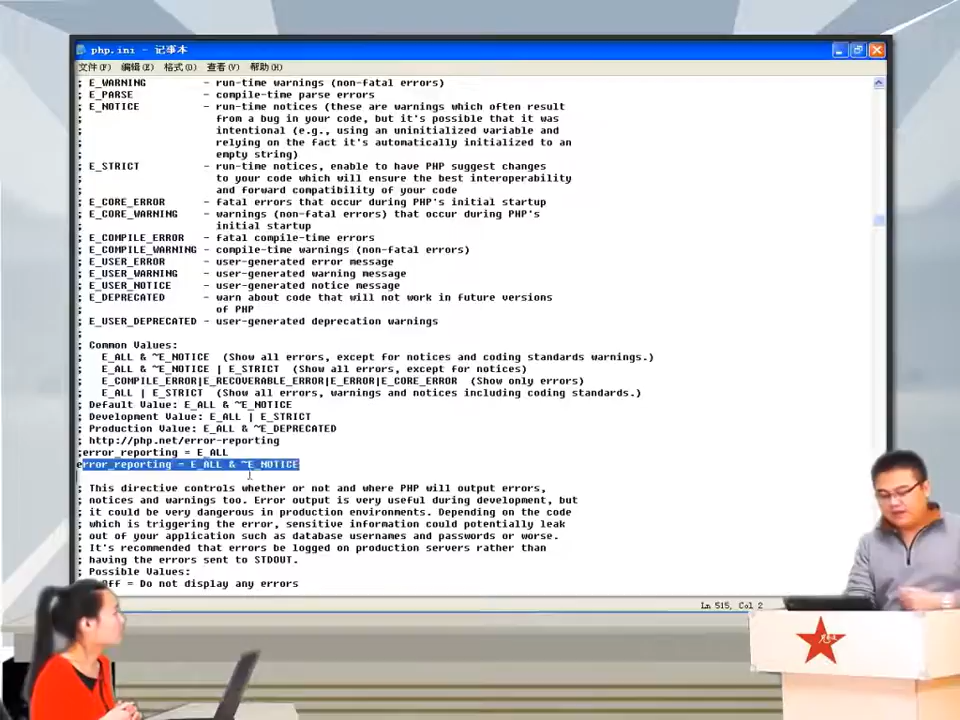 php.ini - 记事本
文件(F) 编辑(E) 格式(O) 查看(V) 帮助(H)
; E_WARNING - run-time warnings (non-fatal errors)
; E_PARSE - compile-time parse errors
; E_NOTICE - run-time notices (these are warnings which often result
; from a bug in your code, but it's possible that it was
; intentional (e.g., using an uninitialized variable and
; relying on the fact it's automatically initialized to an
; empty string)
; E_STRICT - run-time notices, enable to have PHP suggest changes
; to your code which will ensure the best interoperability
; and forward compatibility of your code
; E_CORE_ERROR - fatal errors that occur during PHP's initial startup
; E_CORE_WARNING - warnings (non-fatal errors) that occur during PHP's
; initial startup
; E_COMPILE_ERROR - fatal compile-time errors
; E_COMPILE_WARNING - compile-time warnings (non-fatal errors)
; E_USER_ERROR - user-generated error message
; E_USER_WARNING - user-generated warning message
; E_USER_NOTICE - user-generated notice message
; E_DEPRECATED - warn about code that will not work in future versions
; of PHP
; E_USER_DEPRECATED - user-generated deprecation warnings
;
; Common Values:
; E_ALL & ~E_NOTICE (Show all errors, except for notices and coding standards warnings.)
; E_ALL & ~E_NOTICE | E_STRICT (Show all errors, except for notices)
; E_COMPILE_ERROR|E_RECOVERABLE_ERROR|E_ERROR|E_CORE_ERROR (Show only errors)
; E_ALL | E_STRICT (Show all errors, warnings and notices including coding standards.)
; Default Value: E_ALL & ~E_NOTICE
; Development Value: E_ALL | E_STRICT
; Production Value: E_ALL & ~E_DEPRECATED
; http://php.net/error-reporting
;error_reporting = E_ALL
error_reporting = E_ALL & ~E_NOTICE
; This directive controls whether or not and where PHP will output errors,
; notices and warnings too. Error output is very useful during development, but
; it could be very dangerous in production environments. Depending on the code
; which is triggering the error, sensitive information could potentially leak
; out of your application such as database usernames and passwords or worse.
; It's recommended that errors be logged on production servers rather than
; having the errors sent to STDOUT.
; Possible Values:
Off = Do not display any errors
Ln 515, Col 2